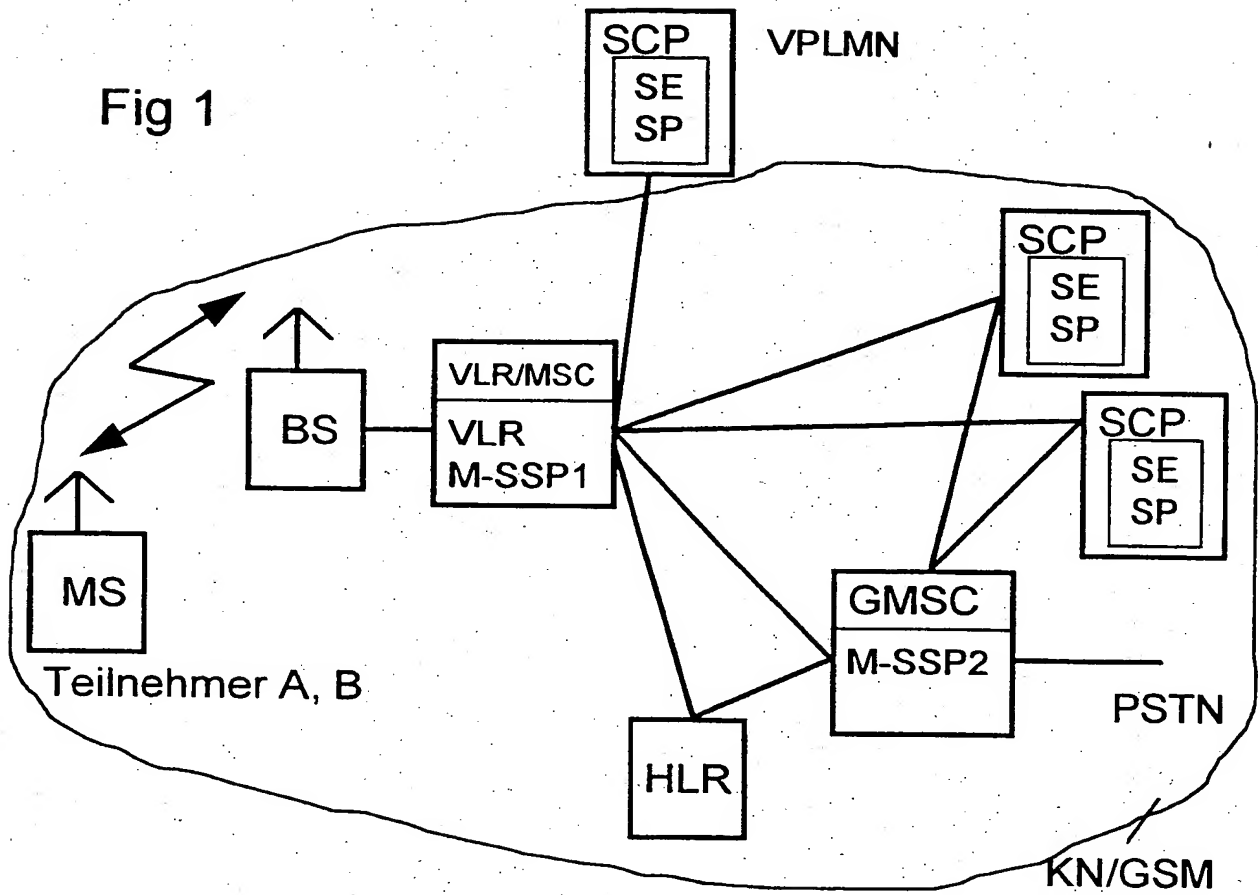 Fig 1
SCP
SE
SP
VPLMN
SCP
SE
SP
VLR/MSC
VLR
M-SSP1
BS
SCP
SE
SP
MS
Teilnehmer A, B
GMSC
M-SSP2
PSTN
HLR
KN/GSM